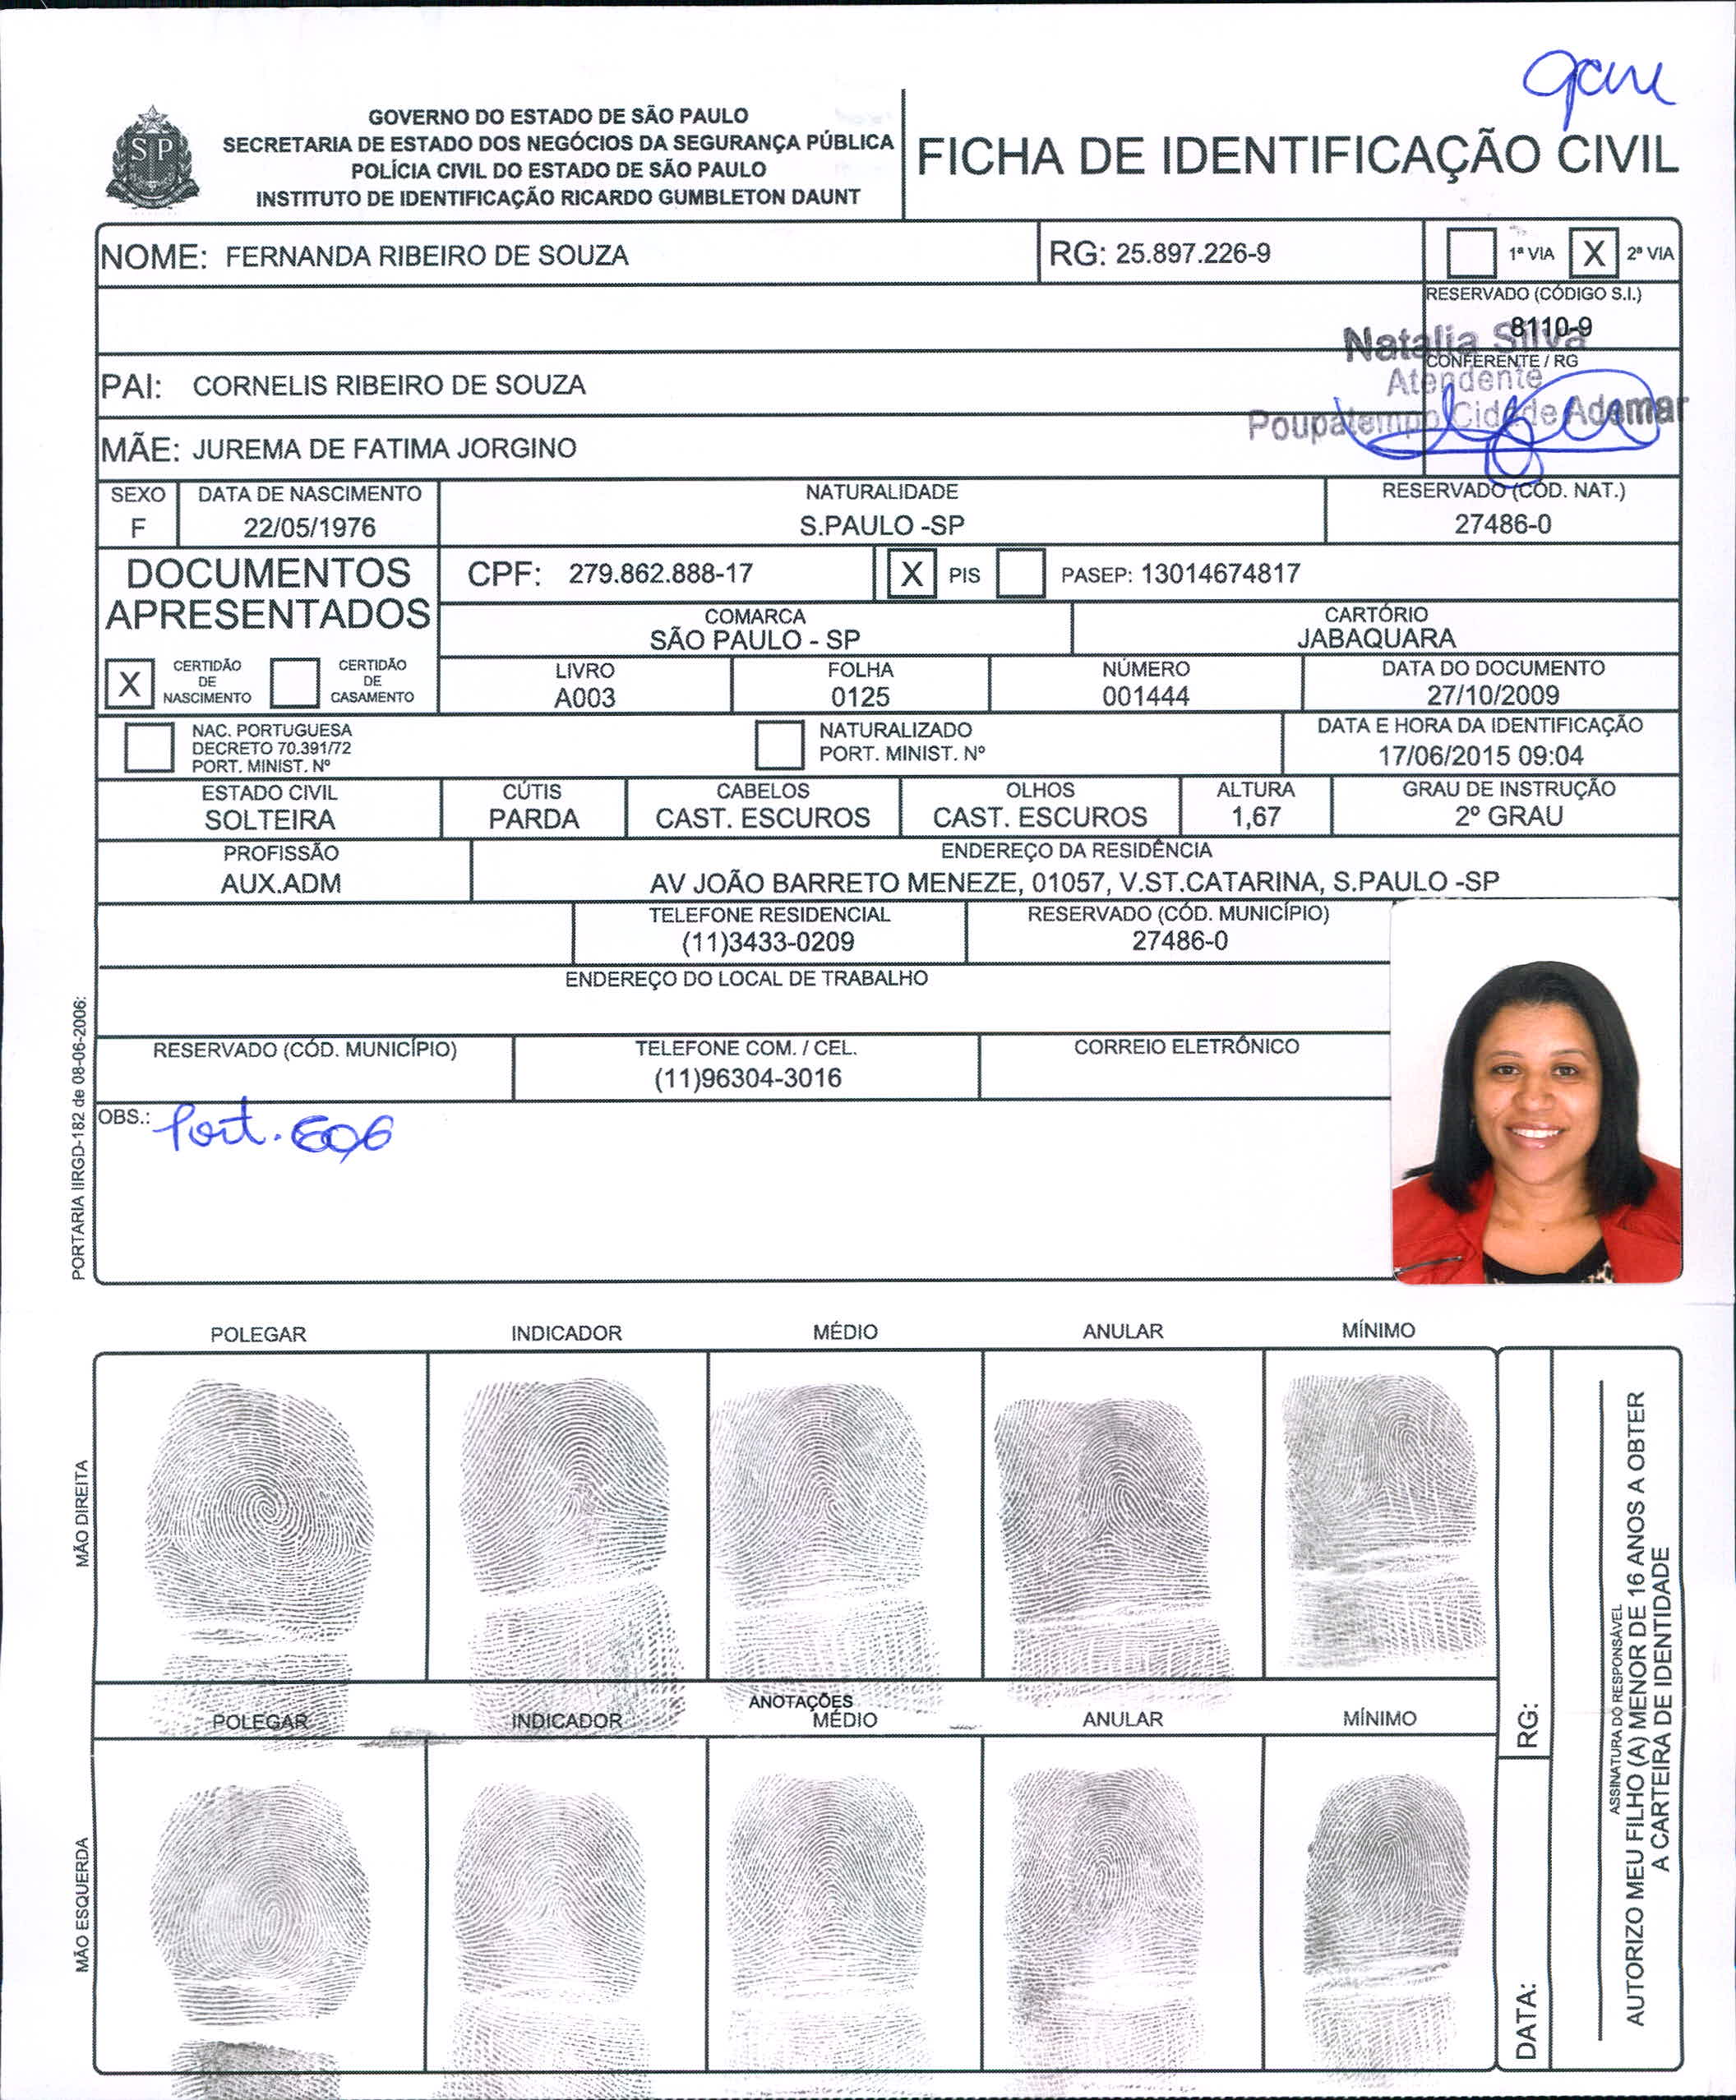 GOVERNO DO ESTADO DE SÃO PAULO
SECRETARIA DE ESTADO DOS NEGÓCIOS DA SEGURANÇA PÚBLICA
POLÍCIA CIVIL DO ESTADO DE SÃO PAULO
INSTITUTO DE IDENTIFICAÇÃO RICARDO GUMBLETON DAUNT
SP
FICHA DE IDENTIFICAÇÃO CIVIL
NOME: FERNANDA RIBEIRO DE SOUZA
RG: 25.897.226-9
1ª VIA X 2ª VIA
RESERVADO (CÓDIGO S.I.)
8110-9
Natalia Silva
CONFERENTE / RG
Atendente
Poupatempo Cidade Ademar
PAI: CORNELIS RIBEIRO DE SOUZA
MÃE: JUREMA DE FATIMA JORGINO
SEXO
F
DATA DE NASCIMENTO
22/05/1976
NATURALIDADE
S.PAULO -SP
RESERVADO (CÓD. NAT.)
27486-0
DOCUMENTOS
APRESENTADOS
CPF: 279.862.888-17
X PIS PASEP: 13014674817
COMARCA
SÃO PAULO - SP
CARTÓRIO
JABAQUARA
X CERTIDÃO
DE
NASCIMENTO
CERTIDÃO
DE
CASAMENTO
LIVRO
A003
FOLHA
0125
NÚMERO
001444
DATA DO DOCUMENTO
27/10/2009
NAC. PORTUGUESA
DECRETO 70.391/72
PORT. MINIST. Nº
NATURALIZADO
PORT. MINIST. Nº
DATA E HORA DA IDENTIFICAÇÃO
17/06/2015 09:04
ESTADO CIVIL
SOLTEIRA
CÚTIS
PARDA
CABELOS
CAST. ESCUROS
OLHOS
CAST. ESCUROS
ALTURA
1,67
GRAU DE INSTRUÇÃO
2º GRAU
PROFISSÃO
AUX.ADM
ENDEREÇO DA RESIDÊNCIA
AV JOÃO BARRETO MENEZE, 01057, V.ST.CATARINA, S.PAULO -SP
TELEFONE RESIDENCIAL
(11)3433-0209
RESERVADO (CÓD. MUNICÍPIO)
27486-0
ENDEREÇO DO LOCAL DE TRABALHO
RESERVADO (CÓD. MUNICÍPIO)
TELEFONE COM. / CEL.
(11)96304-3016
CORREIO ELETRÔNICO
OBS.: Port.
PORTARIA IIRGD-182 de 08-06-2006:
POLEGAR INDICADOR MÉDIO ANULAR MÍNIMO
MÃO DIREITA
ANOTAÇÕES
POLEGAR INDICADOR MÉDIO ANULAR MÍNIMO
MÃO ESQUERDA
RG:
DATA:
ASSINATURA DO RESPONSÁVEL
AUTORIZO MEU FILHO (A) MENOR DE 16 ANOS A OBTER
A CARTEIRA DE IDENTIDADE